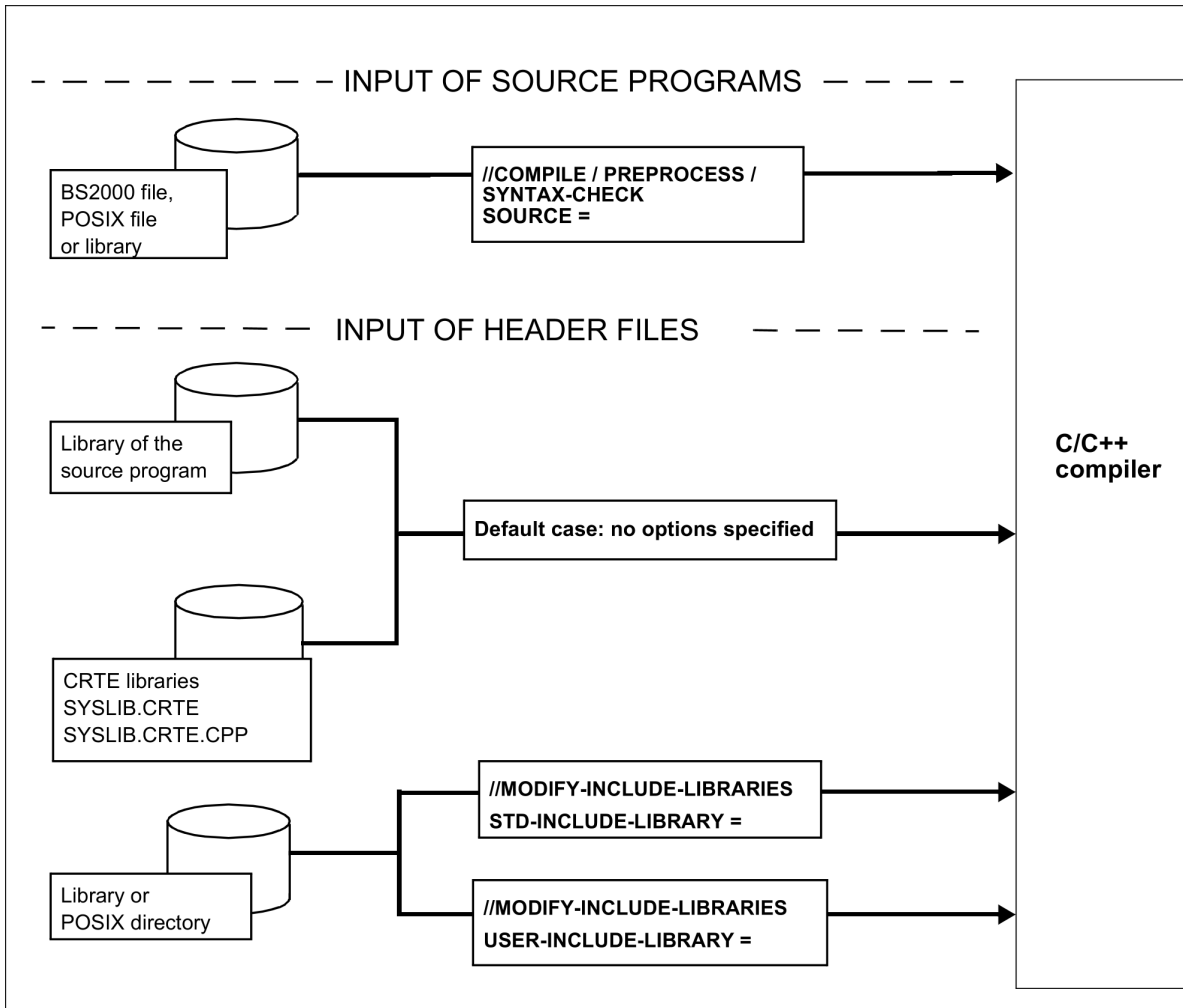 INPUT OF SOURCE PROGRAMS
BS2000 file,
POSIX file
or library
//COMPILE / PREPROCESS /
SYNTAX-CHECK
SOURCE =
INPUT OF HEADER FILES
Library of the
source program
C/C++
compiler
Default case: no options specified
CRTE libraries
SYSLIB.CRTE
SYSLIB.CRTE.CPP
//MODIFY-INCLUDE-LIBRARIES
STD-INCLUDE-LIBRARY =
Library or
POSIX directory
//MODIFY-INCLUDE-LIBRARIES
USER-INCLUDE-LIBRARY =